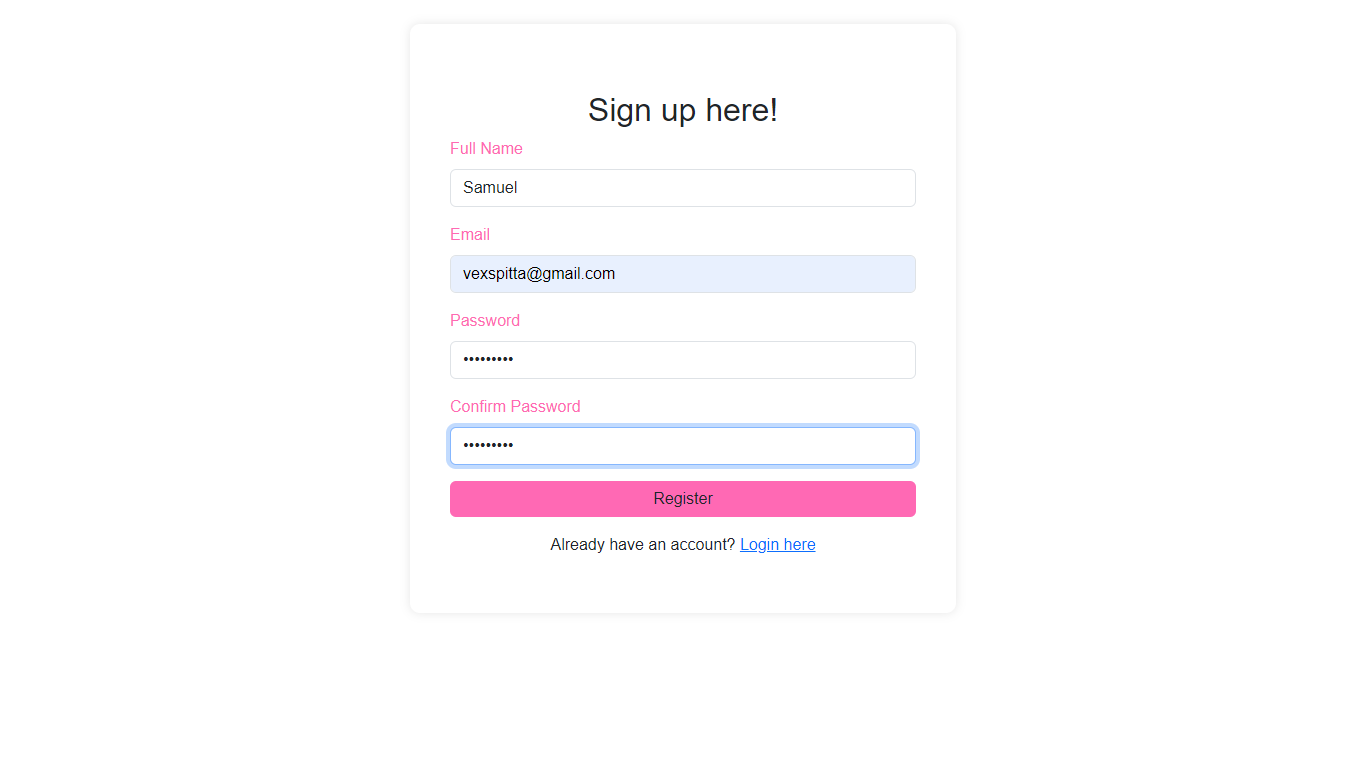 Sign up here!
Full Name
Samuel
Email
vexspitta@gmail.com
Password
•••••••••
Confirm Password
•••••••••
Register
Already have an account? Login here